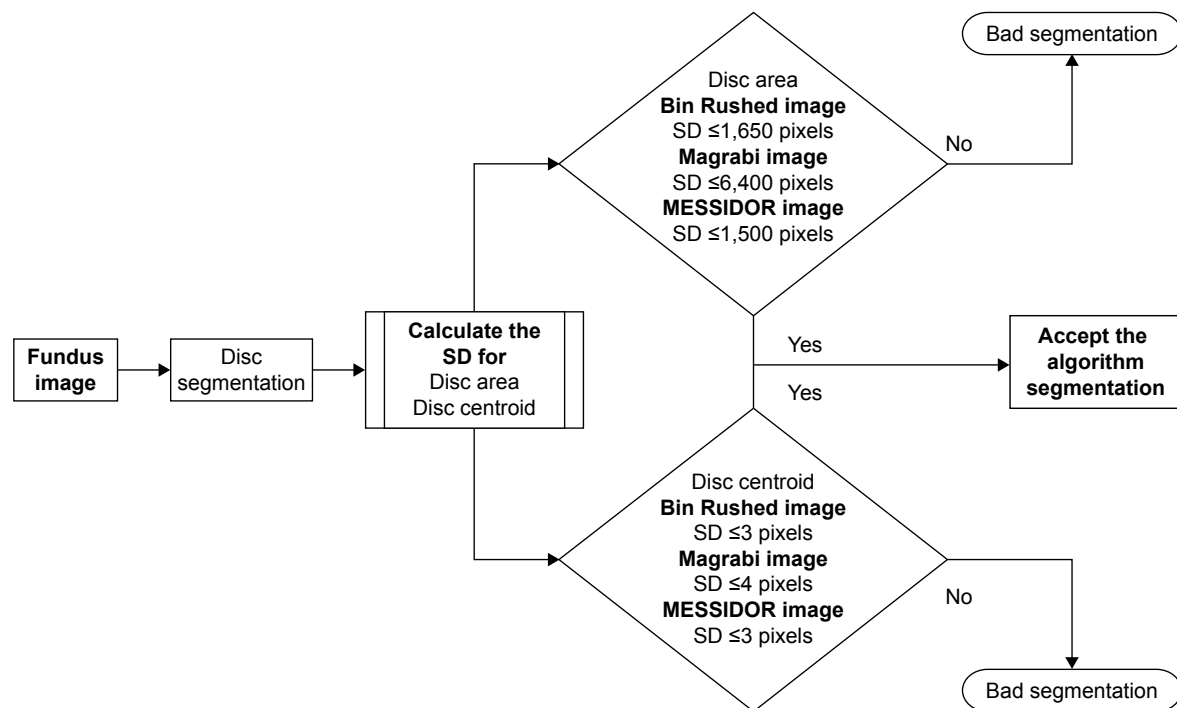 Fundus
image
Disc
segmentation
Calculate the
SD for
Disc area
Disc centroid
Disc area
Bin Rushed image
SD ≤1,650 pixels
Magrabi image
SD ≤6,400 pixels
MESSIDOR image
SD ≤1,500 pixels
No
Bad segmentation
Yes
Yes
Accept the
algorithm
segmentation
Disc centroid
Bin Rushed image
SD ≤3 pixels
Magrabi image
SD ≤4 pixels
MESSIDOR image
SD ≤3 pixels
No
Bad segmentation